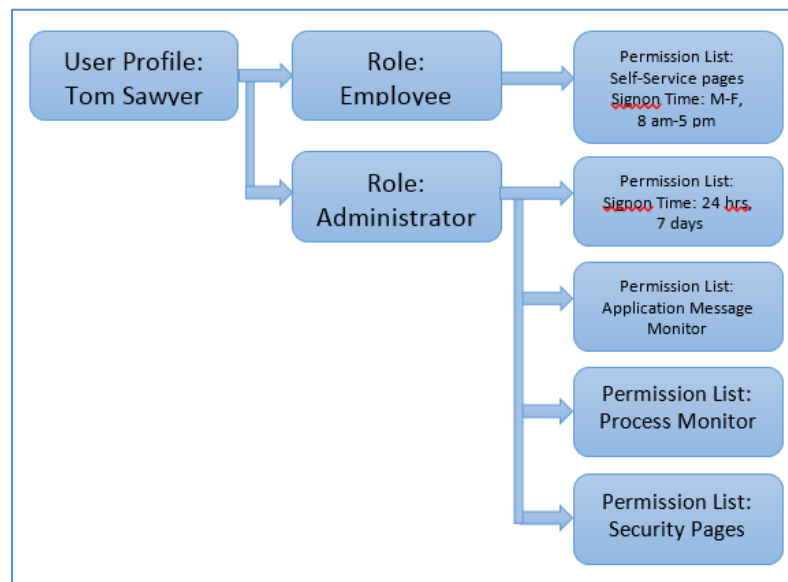 User Profile:
Tom Sawyer
Role:
Employee
Permission List:
Self-Service pages
Signon Time: M-F,
8 am-5 pm
Role:
Administrator
Permission List:
Signon Time: 24 hrs,
7 days
Permission List:
Application Message
Monitor
Permission List:
Process Monitor
Permission List:
Security Pages